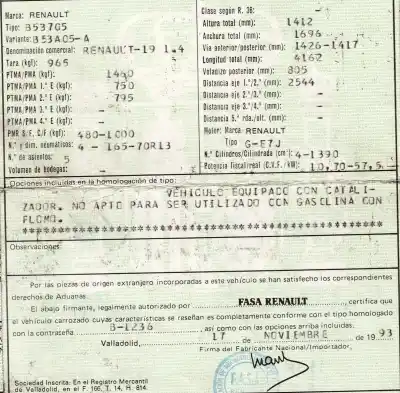 Marca: RENAULT
Tipo: B537G5
Variante: B53A05-A
Denominación comercial: RENAULT-19 1.4
Tara (kgf): 965
PTMA/PMA (kgf): 1460
PTMA/PMA 1.º E (kgf): 750
PTMA/PMA 2.º E (kgf): 795
PTMA/PMA 3.º E (kgf): -
PTMA/PMA 4.º E (kgf): -
PMR S/F. C/F (kgf): 480-1000
N.º y dim. neumáticos: 4 - 165-70R13
N.º de asientos: 5
Volumen de bodegas: -
Clase según R. 36: -
Altura total (mm): 1412
Anchura total (mm): 1696
Vía anterior/posterior (mm): 1426-1417
Longitud total (mm): 4162
Voladizo posterior (mm): 805
Distancia eje 1.º/2.º (mm): 2544
Distancia eje 2.º/3.º (mm): -
Distancia eje 3.º/4.º (mm): -
Distancia 5.ª rda./ult. (mm): -
Motor: Marca RENAULT
Tipo G-E7J
N.º Cilindros/Cilindrada (cm³): 4-1390
Potencia fiscal/real (C.V.F. / kW): 10,70-57,5
Opciones incluidas en la homologación de tipo:
VEHICULO EQUIPADO CON CATALI-
ZADOR. NO APTO PARA SER UTILIZADO CON GASOLINA CON
PLOMO.
Observaciones:
Por las piezas de origen extranjero incorporadas a este vehículo se han satisfecho los correspondientes
derechos de Aduanas.
El abajo firmante, legalmente autorizado por FASA RENAULT, certifica que
el vehículo carrozado cuyas características se reseñan es completamente conforme con el tipo homologado
con la contraseña B-1236, así como con las opciones arriba incluidas.
Valladolid, 17 de NOVIEMBRE de 1993
Firma del Fabricante Nacional/Importador,
Sociedad Inscrita: En el Registro Mercantil
de Valladolid, en el F. 166, T. 14, H. 814.